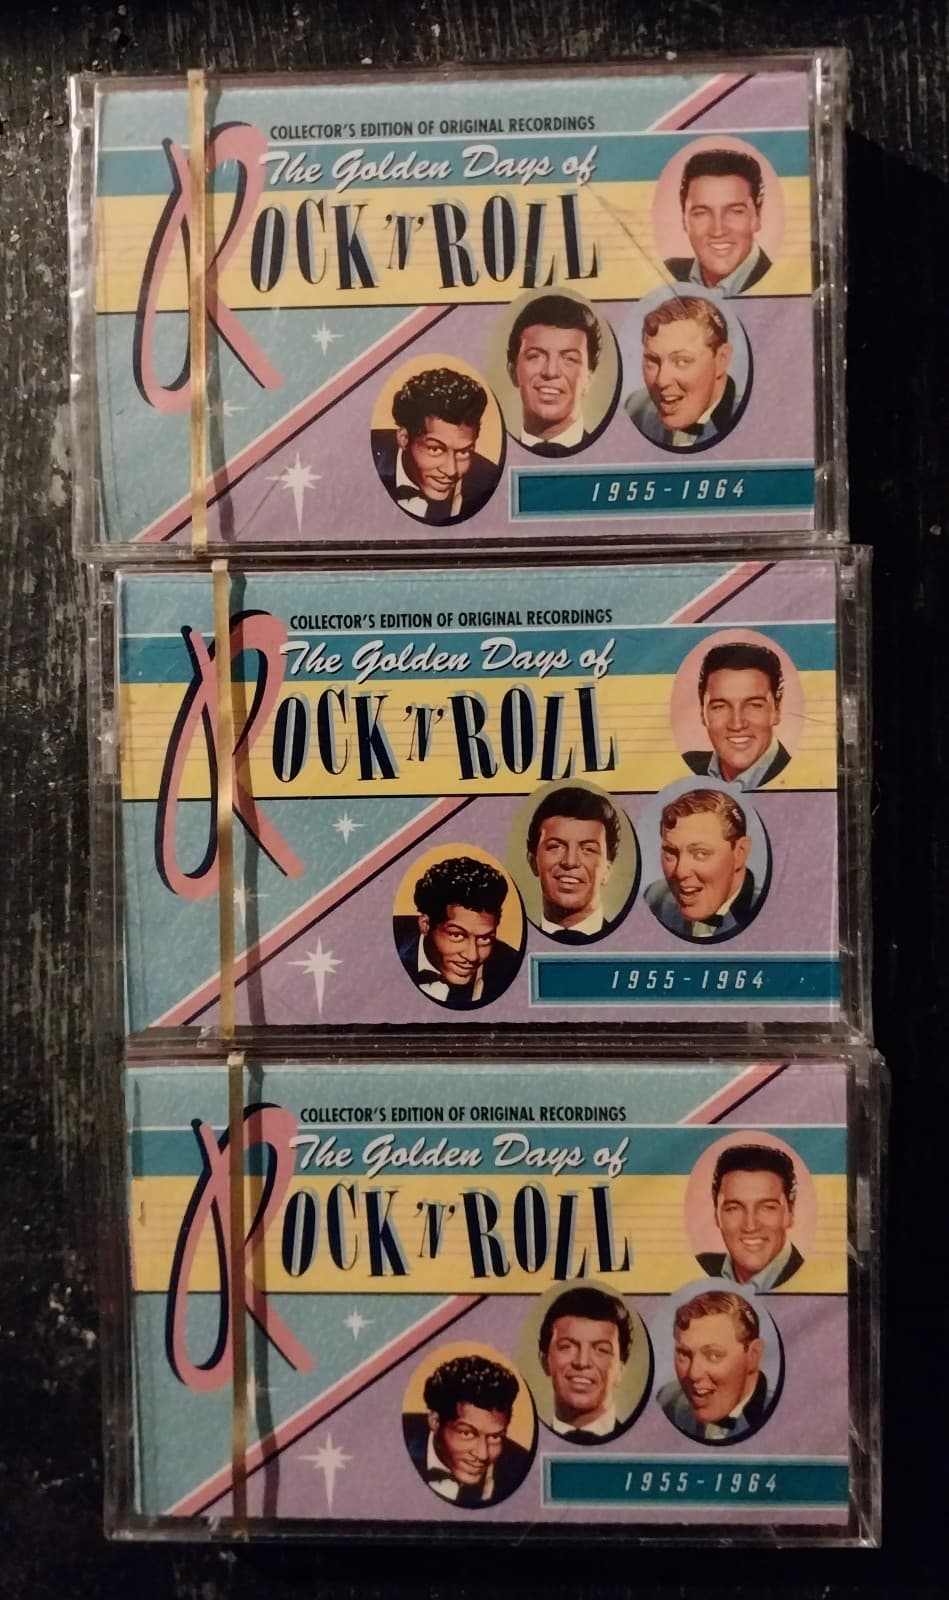 COLLECTOR'S EDITION OF ORIGINAL RECORDINGS
The Golden Days of
ROCK 'N' ROLL
1955-1964
COLLECTOR'S EDITION OF ORIGINAL RECORDINGS
The Golden Days of
ROCK 'N' ROLL
1955-1964
COLLECTOR'S EDITION OF ORIGINAL RECORDINGS
The Golden Days of
ROCK 'N' ROLL
1955-1964